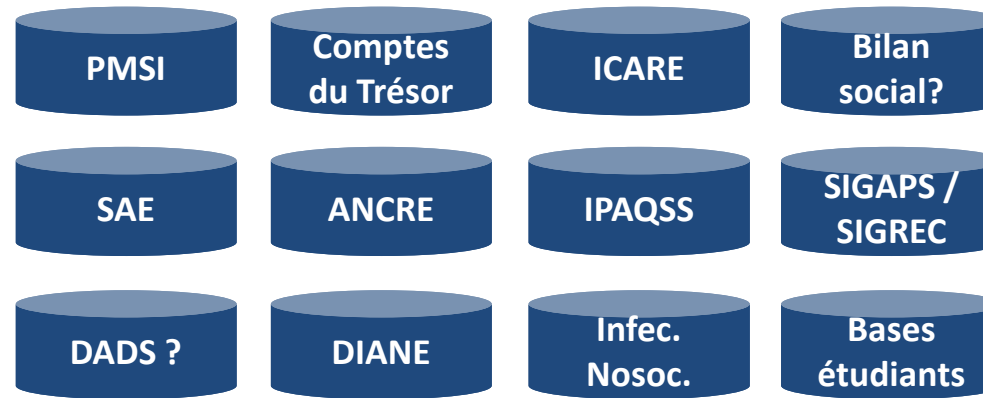 PMSI
Comptes
du Trésor
ICARE
Bilan
social?
SAE
ANCRE
IPAQSS
SIGAPS /
SIGREC
DADS ?
DIANE
Infec.
Nosoc.
Bases
étudiants